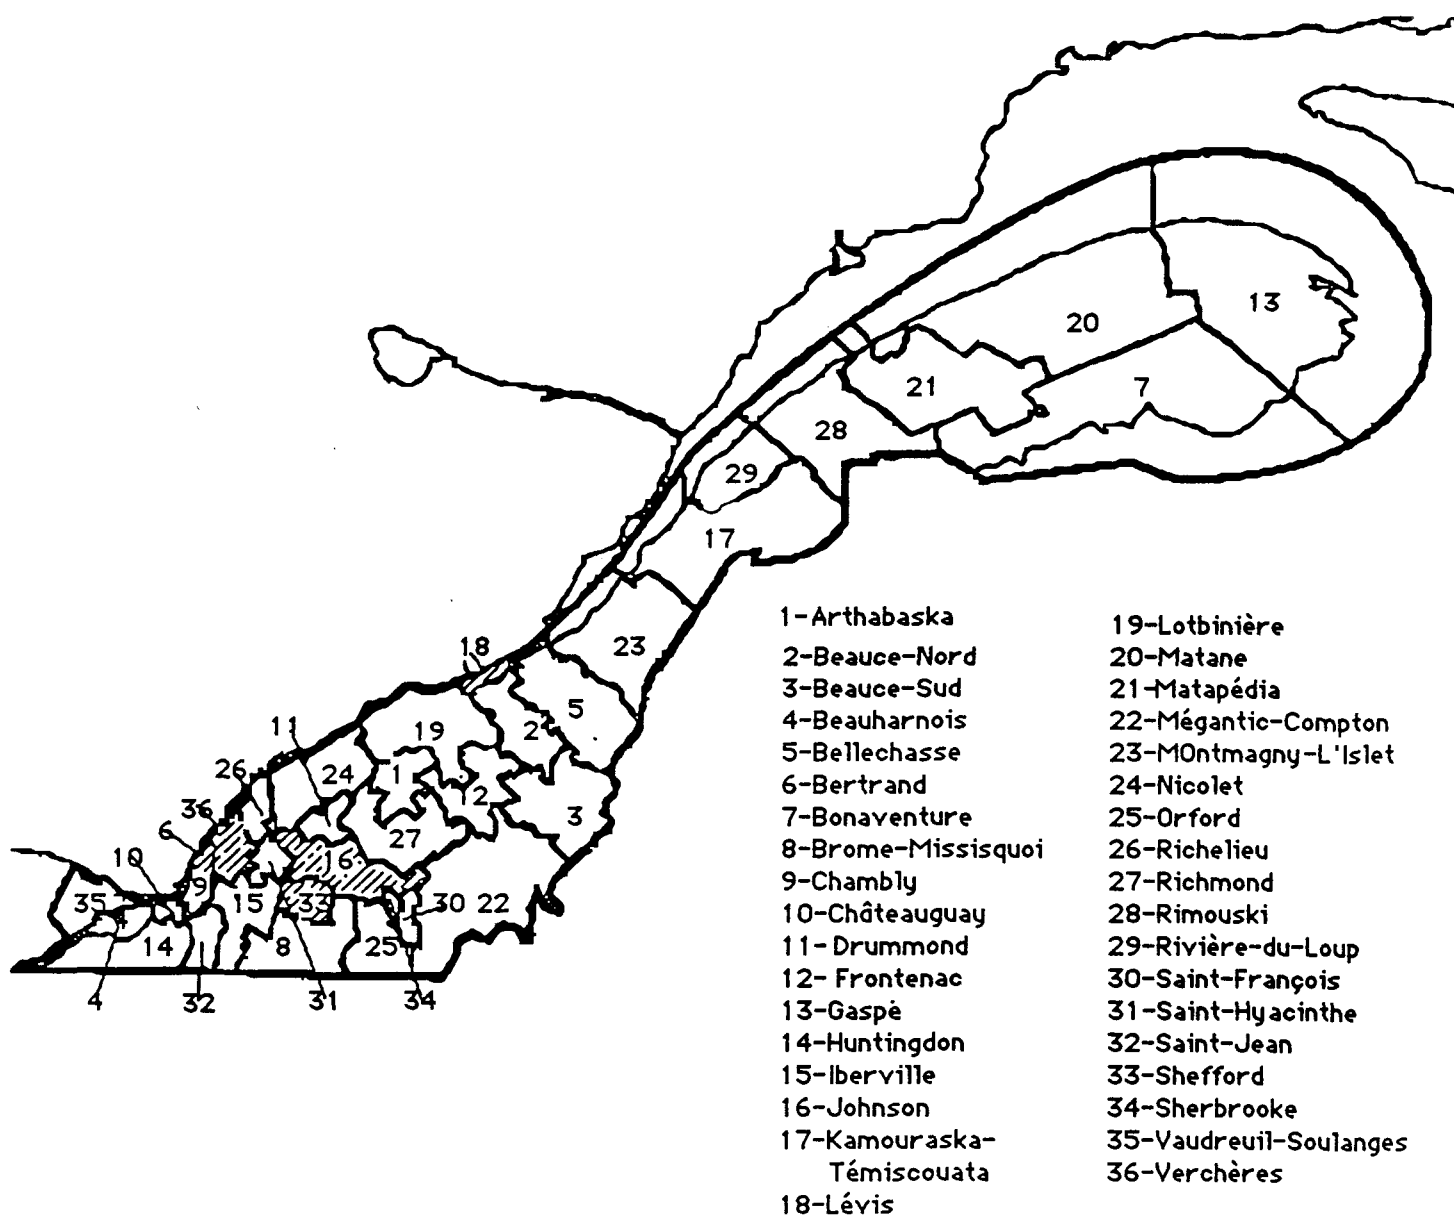 13
20
21
7
28
29
17
23
18
5
11
19
2
26
24
1
36
12
3
6
27
10
16
9
35
15
33
30
22
4
14
8
25
4
32
31
34
1-Arthabaska
2-Beauce-Nord
3-Beauce-Sud
4-Beauharnois
5-Bellechasse
6-Bertrand
7-Bonaventure
8-Brome-Missisquoi
9-Chambly
10-Châteauguay
11- Drummond
12- Frontenac
13-Gaspè
14-Huntingdon
15-Iberville
16-Johnson
17-Kamouraska-
Témiscouata
18-Lévis
19-Lotbinière
20-Matane
21-Matapédia
22-Mégantic-Compton
23-MOntmagny-L'Islet
24-Nicolet
25-Orford
26-Richelieu
27-Richmond
28-Rimouski
29-Rivière-du-Loup
30-Saint-François
31-Saint-Hyacinthe
32-Saint-Jean
33-Shefford
34-Sherbrooke
35-Vaudreuil-Soulanges
36-Verchères